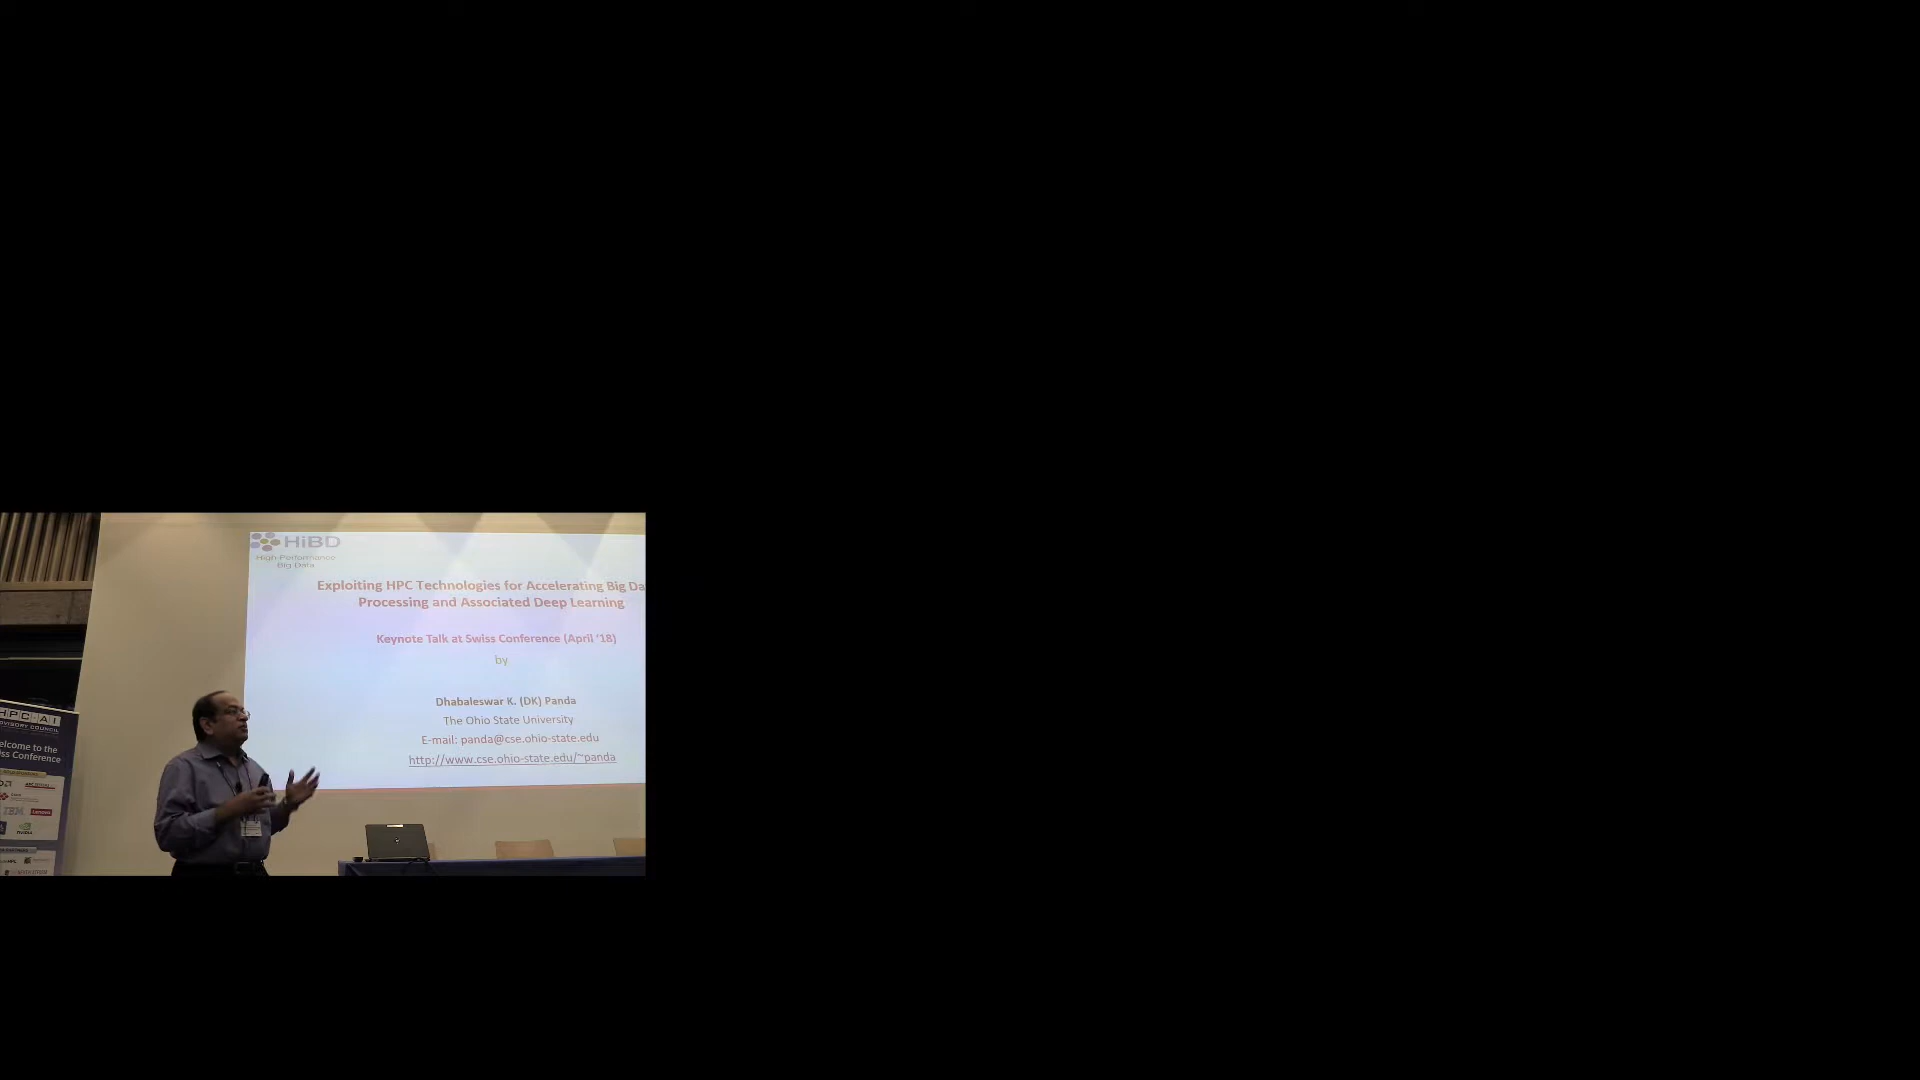 HiBD
High-Performance
Big Data
Exploiting HPC Technologies for Accelerating Big Da
Processing and Associated Deep Learning
Keynote Talk at Swiss Conference (April '18)
by
Dhabaleswar K. (DK) Panda
The Ohio State University
E-mail: panda@cse.ohio-state.edu
http://www.cse.ohio-state.edu/~panda
HPC-AI
ADVISORY COUNCIL
elcome to the
iss Conference
IBM
NVIDIA